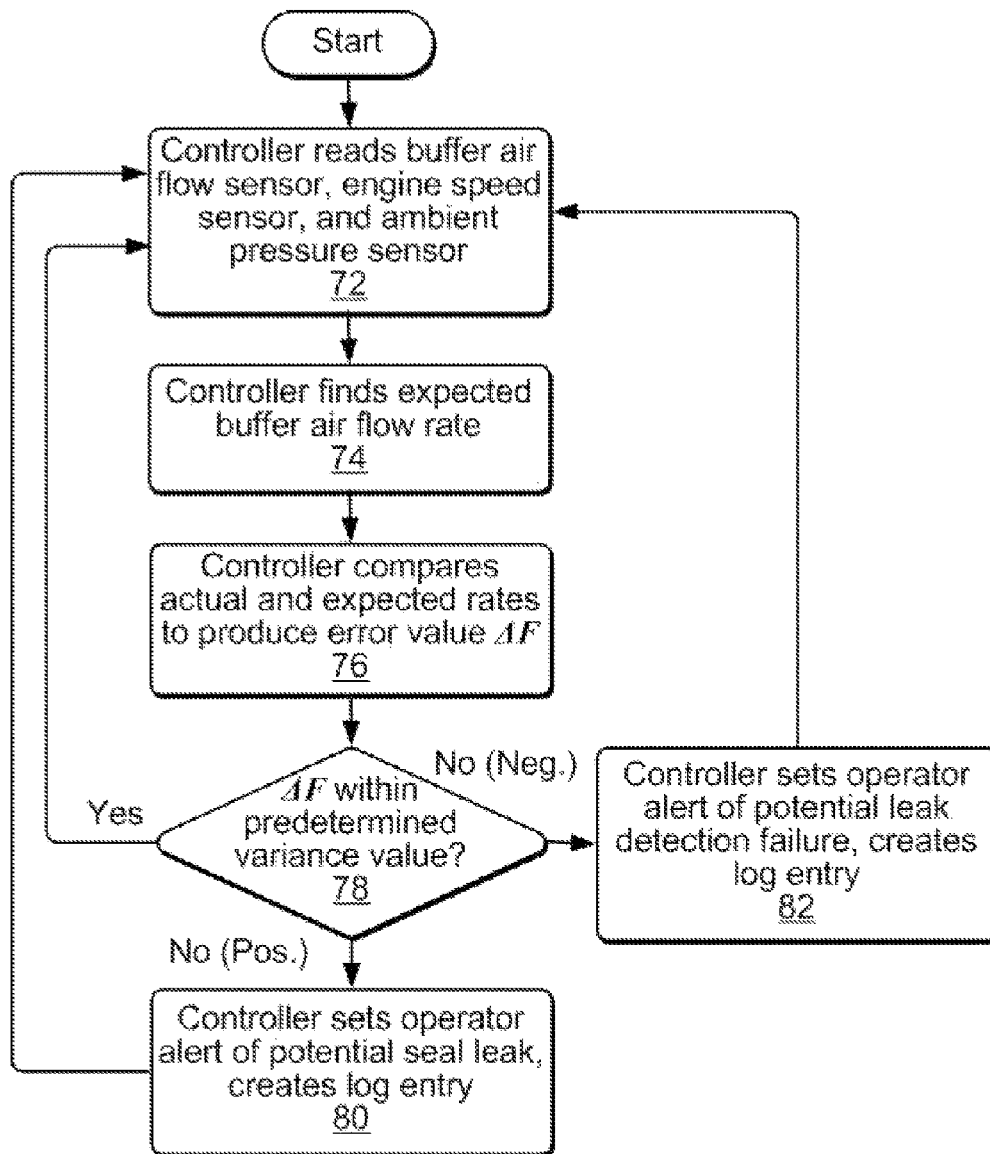 Start
Controller reads buffer air
flow sensor, engine speed
sensor, and ambient
pressure sensor
72
Controller finds expected
buffer air flow rate
74
Controller compares
actual and expected rates
to produce error value ΔF
76
Yes
ΔF within
predetermined
variance value?
78
No (Neg.)
Controller sets operator
alert of potential leak
detection failure, creates
log entry
82
No (Pos.)
Controller sets operator
alert of potential seal leak,
creates log entry
80